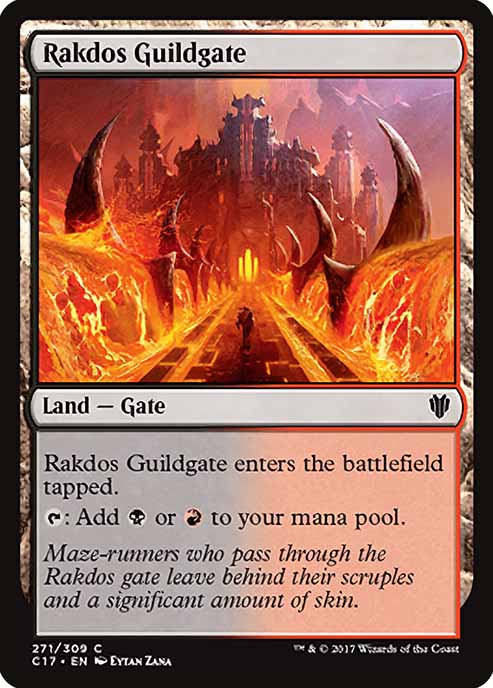 Rakdos Guildgate
Land — Gate
Rakdos Guildgate enters the battlefield
tapped.
: Add or to your mana pool.
Maze-runners who pass through the
Rakdos gate leave behind their scruples
and a significant amount of skin.
271/309 C
C17 • EN Eytan Zana
™ & © 2017 Wizards of the Coast